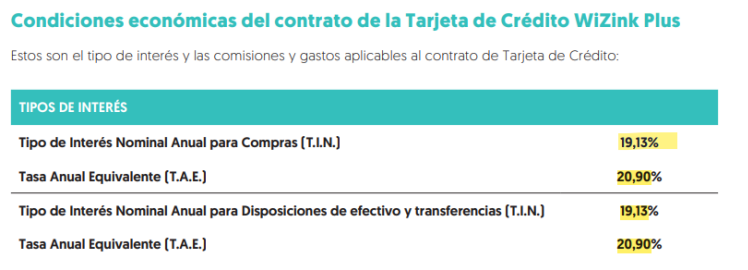 Condiciones económicas del contrato de la Tarjeta de Crédito WiZink Plus
Estos son el tipo de interés y las comisiones y gastos aplicables al contrato de Tarjeta de Crédito:
TIPOS DE INTERÉS
Tipo de Interés Nominal Anual para Compras (T.I.N.) 19,13%
Tasa Anual Equivalente (T.A.E.) 20,90%
Tipo de Interés Nominal Anual para Disposiciones de efectivo y transferencias (T.I.N.) 19,13%
Tasa Anual Equivalente (T.A.E.) 20,90%